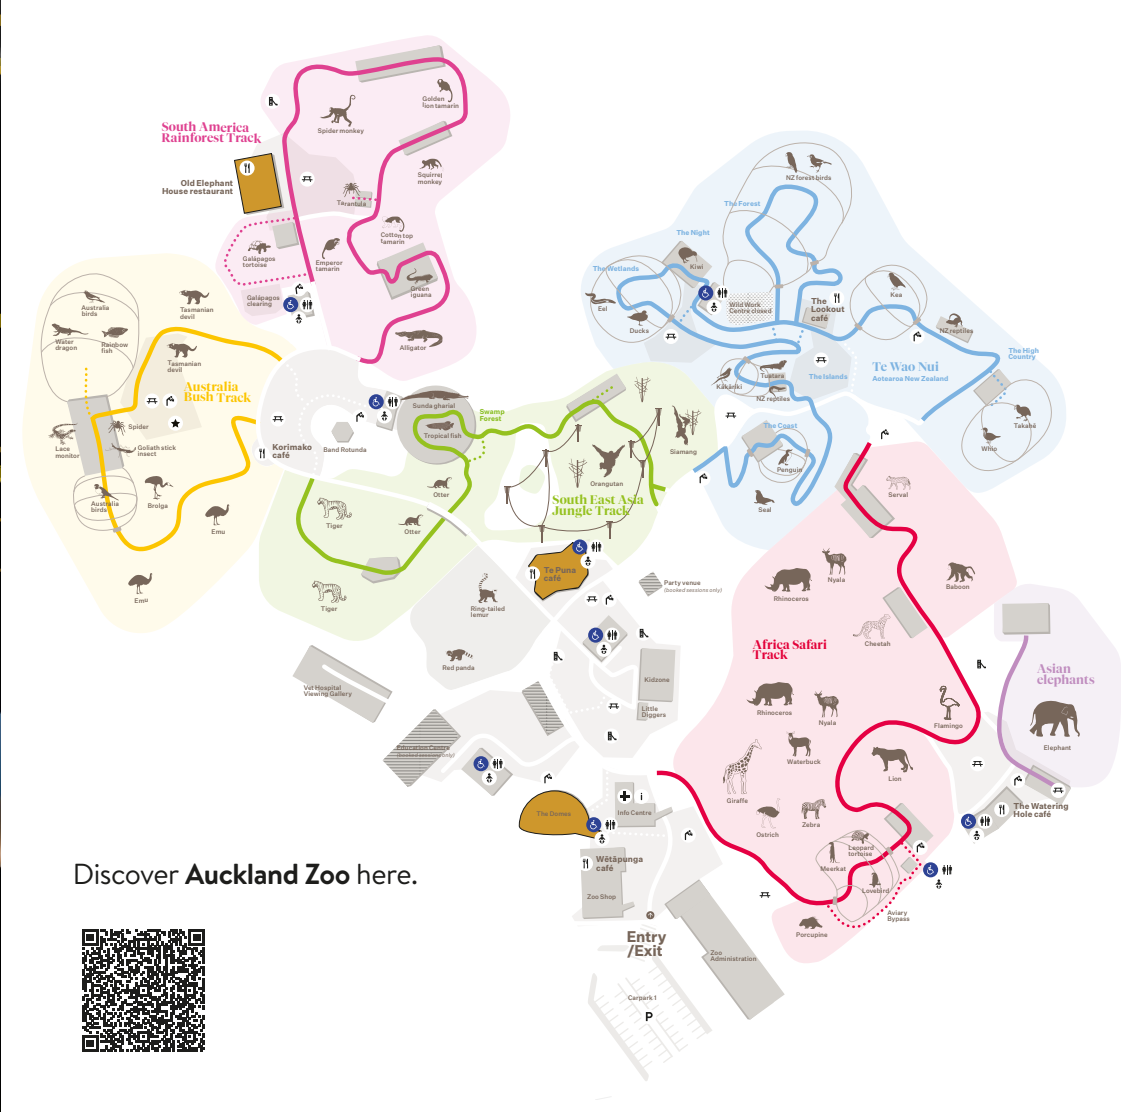 South America
Rainforest Track
Spider monkey
Golden
lion tamarin
Squirrel
monkey
Tarantula
Old Elephant
House restaurant
Cotton top
tamarin
Emperor
tamarin
Galápagos
tortoise
Galápagos
clearing
Green
iguana
Alligator
NZ forest birds
The Forest
The Night
Kiwi
The Wetlands
Eel
Ducks
Wild Work
Centre closed
The
Lookout
café
Kea
NZ reptiles
The High
Country
Te Wao Nui
Aotearoa New Zealand
Kākāriki
Tuatara
NZ reptiles
The Islands
Takahē
Whio
The Coast
Penguin
Seal
Australia
birds
Tasmanian
devil
Water
dragon
Rainbow
fish
Tasmanian
devil
Australia
Bush Track
Spider
Lace
monitor
Goliath stick
insect
Australia
birds
Brolga
Emu
Emu
Korimako
café
Band Rotunda
Sunda gharial
Tropical fish
Swamp
Forest
Siamang
Orangutan
South East Asia
Jungle Track
Otter
Otter
Tiger
Tiger
Te Puna
café
Party venue
(booked sessions only)
Ring-tailed
lemur
Red panda
Vet Hospital
Viewing Gallery
Kidzone
Little
Diggers
Education Centre
(booked sessions only)
The Domes
Info Centre
i
Wētāpunga
café
Zoo Shop
Entry
/Exit
Zoo
Administration
Carpark 1
P
Serval
Nyala
Rhinoceros
Baboon
Cheetah
Africa Safari
Track
Rhinoceros
Nyala
Flamingo
Waterbuck
Lion
Giraffe
Ostrich
Zebra
Leopard
tortoise
Meerkat
Lovebird
Aviary
Bypass
Porcupine
Asian
elephants
Elephant
The Watering
Hole café
Discover Auckland Zoo here.